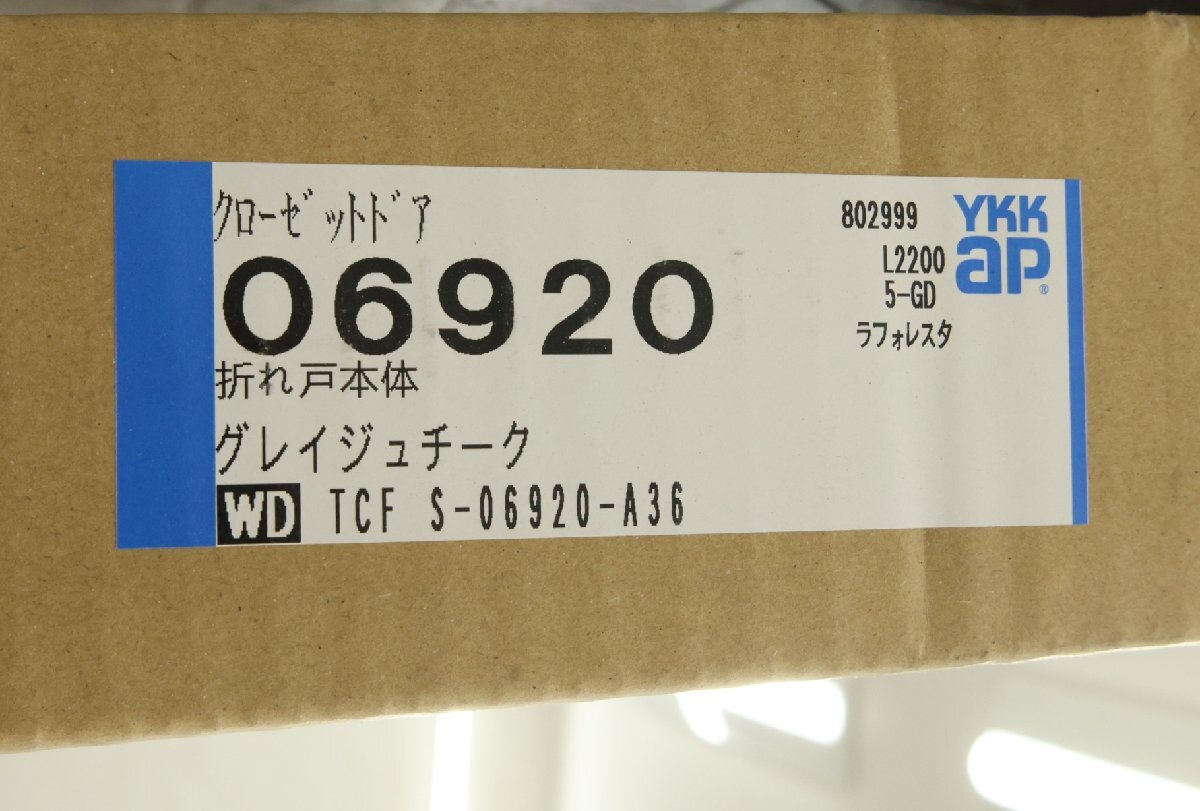 ｸﾛｰｾﾞｯﾄﾄﾞｱ
06920
折れ戸本体
グレイジュチーク
WD TCF S-06920-A36
802999
L2200
5-GD
ラフォレスタ
YKK
ap®